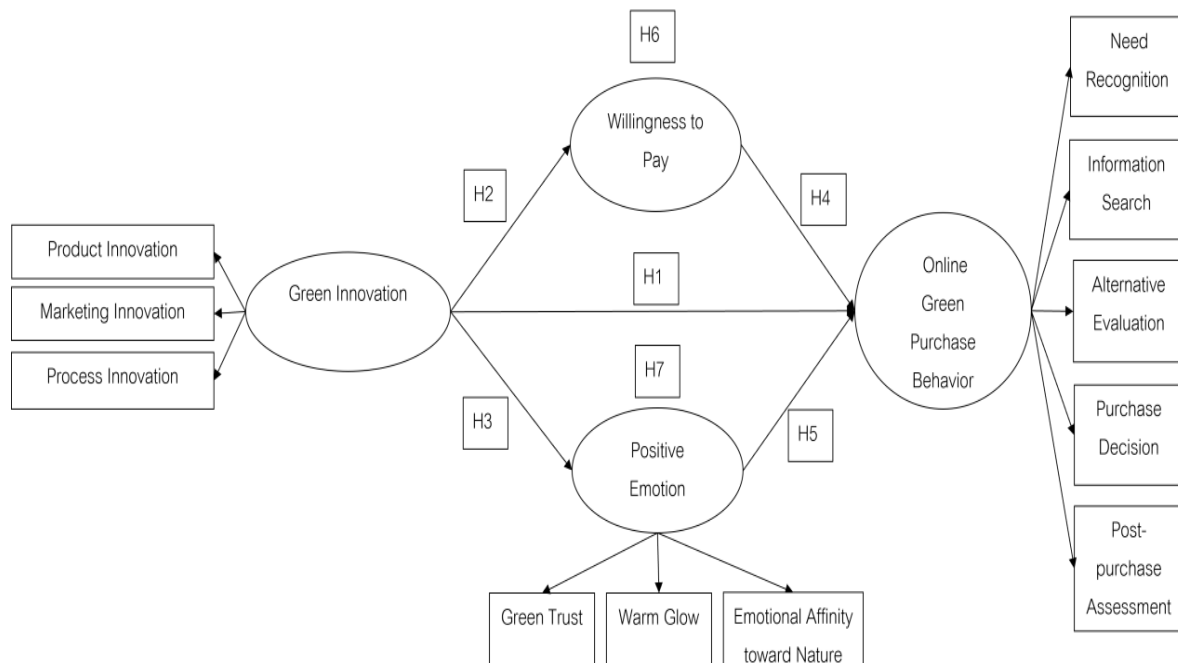 H6
Willingness to
Pay
H2
H4
Product Innovation
Marketing Innovation
Process Innovation
Green Innovation
H1
H7
H3
Positive
Emotion
H5
Green Trust
Warm Glow
Emotional Affinity
toward Nature
Online
Green
Purchase
Behavior
Need
Recognition
Information
Search
Alternative
Evaluation
Purchase
Decision
Post-
purchase
Assessment